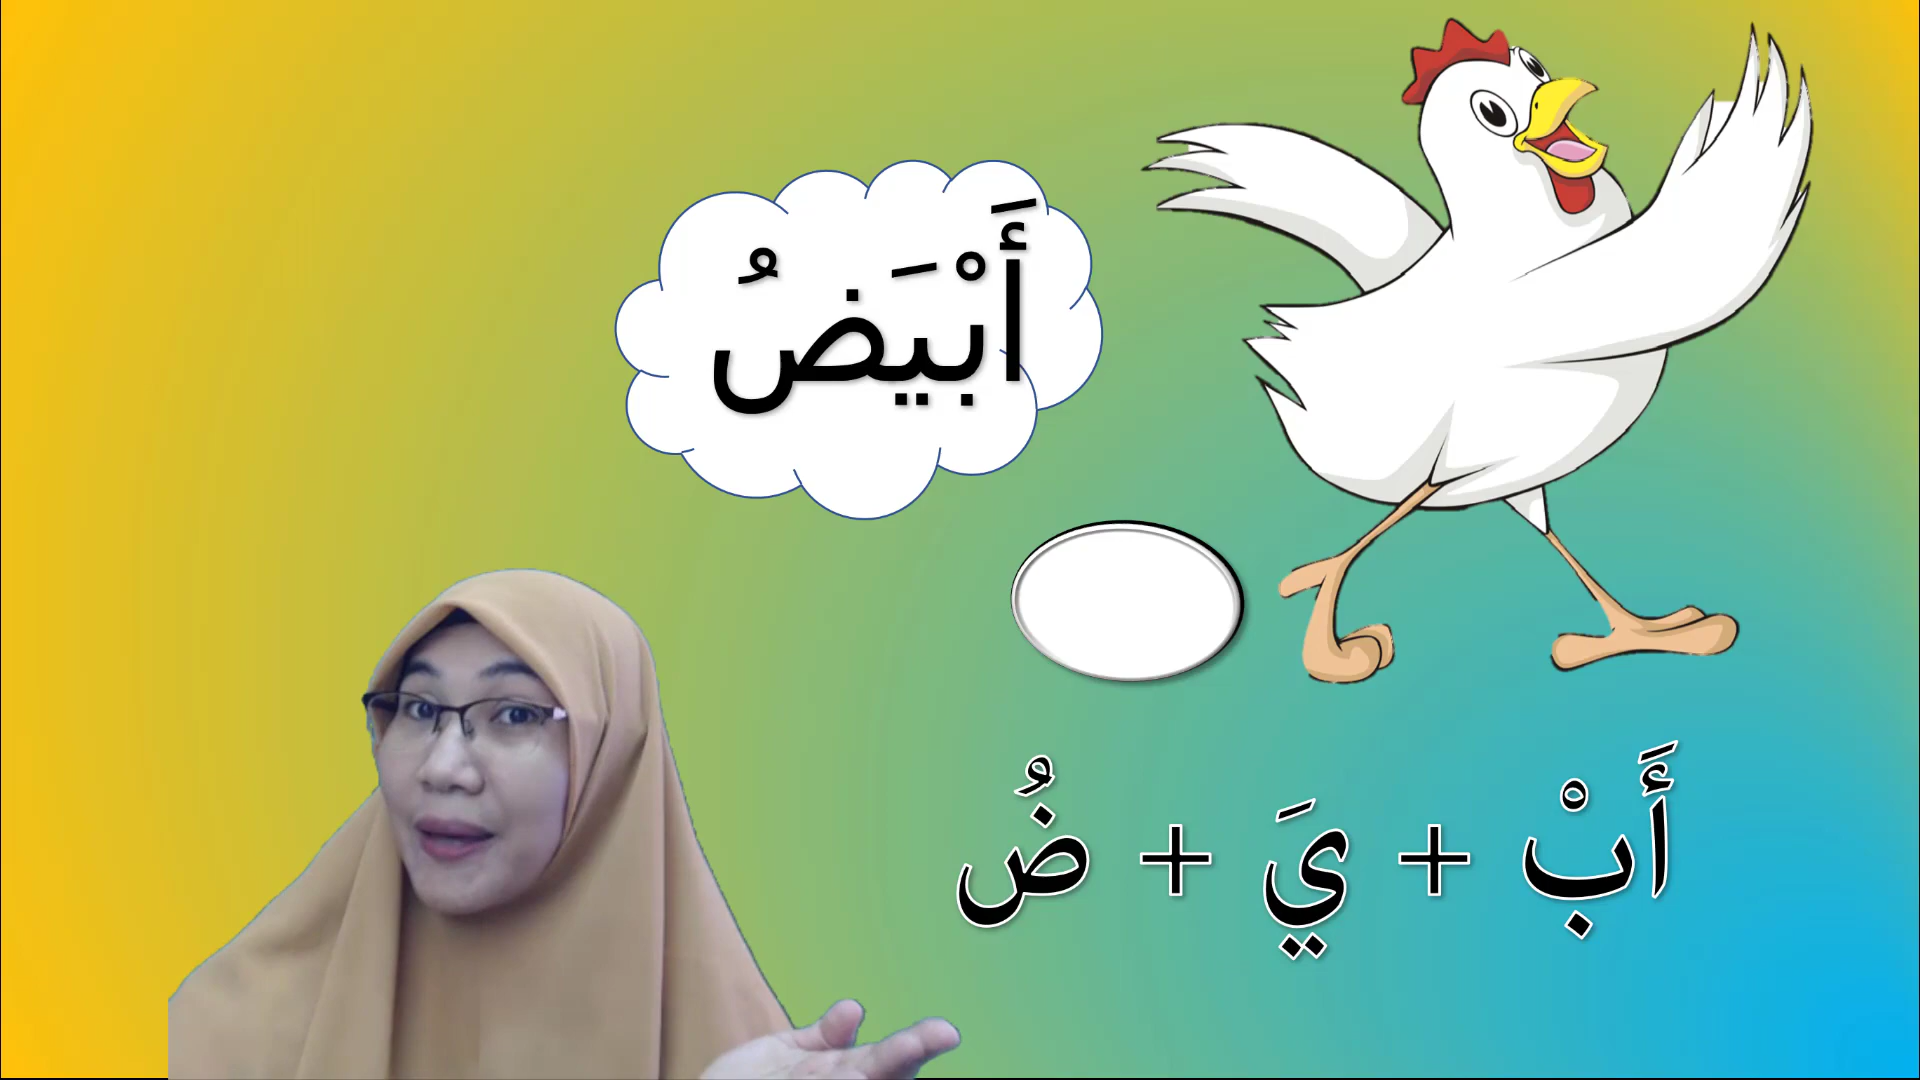 أَبْيَضُ
أَبْ + يَ + ضُ